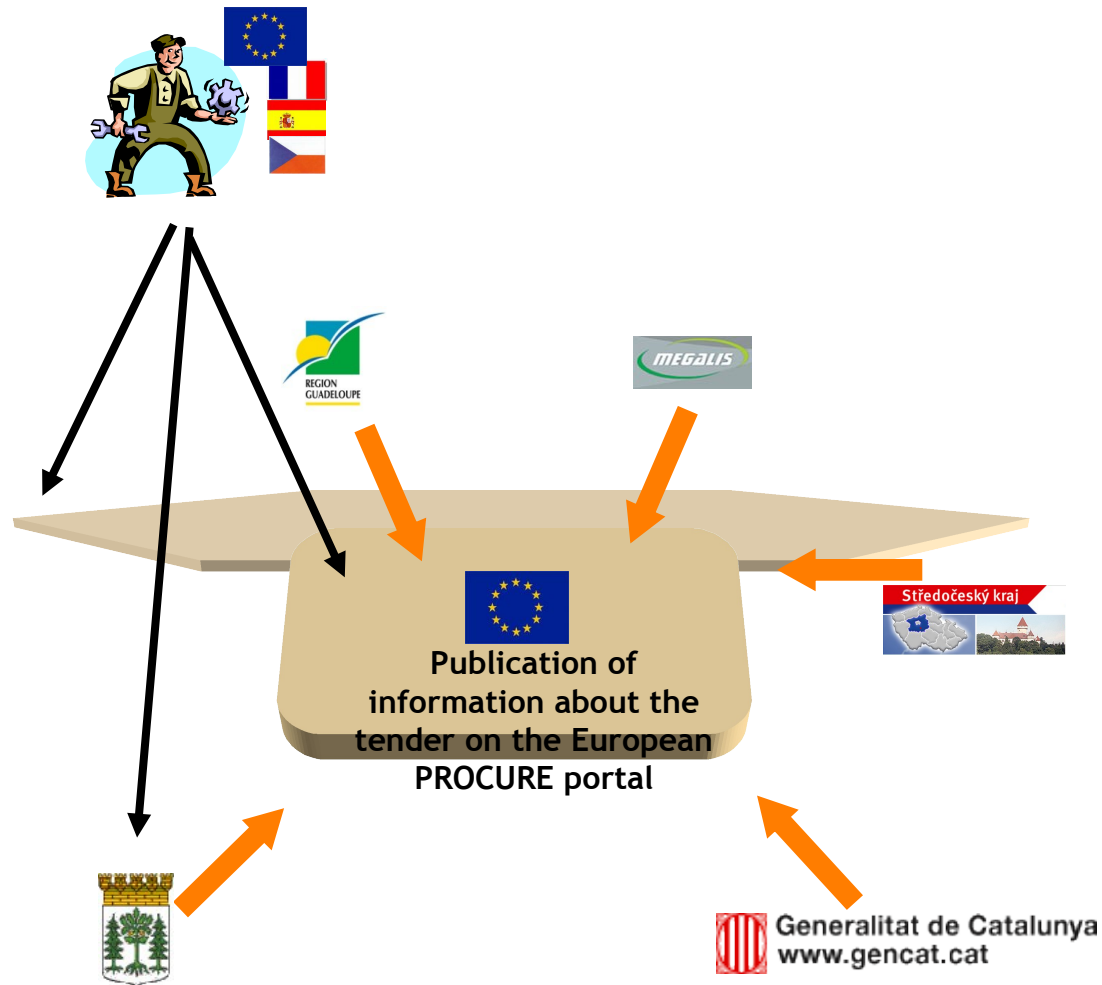 REGION
GUADELOUPE
MEGALIS
Středočeský kraj
Publication of
information about the
tender on the European
PROCURE portal
Generalitat de Catalunya
www.gencat.cat